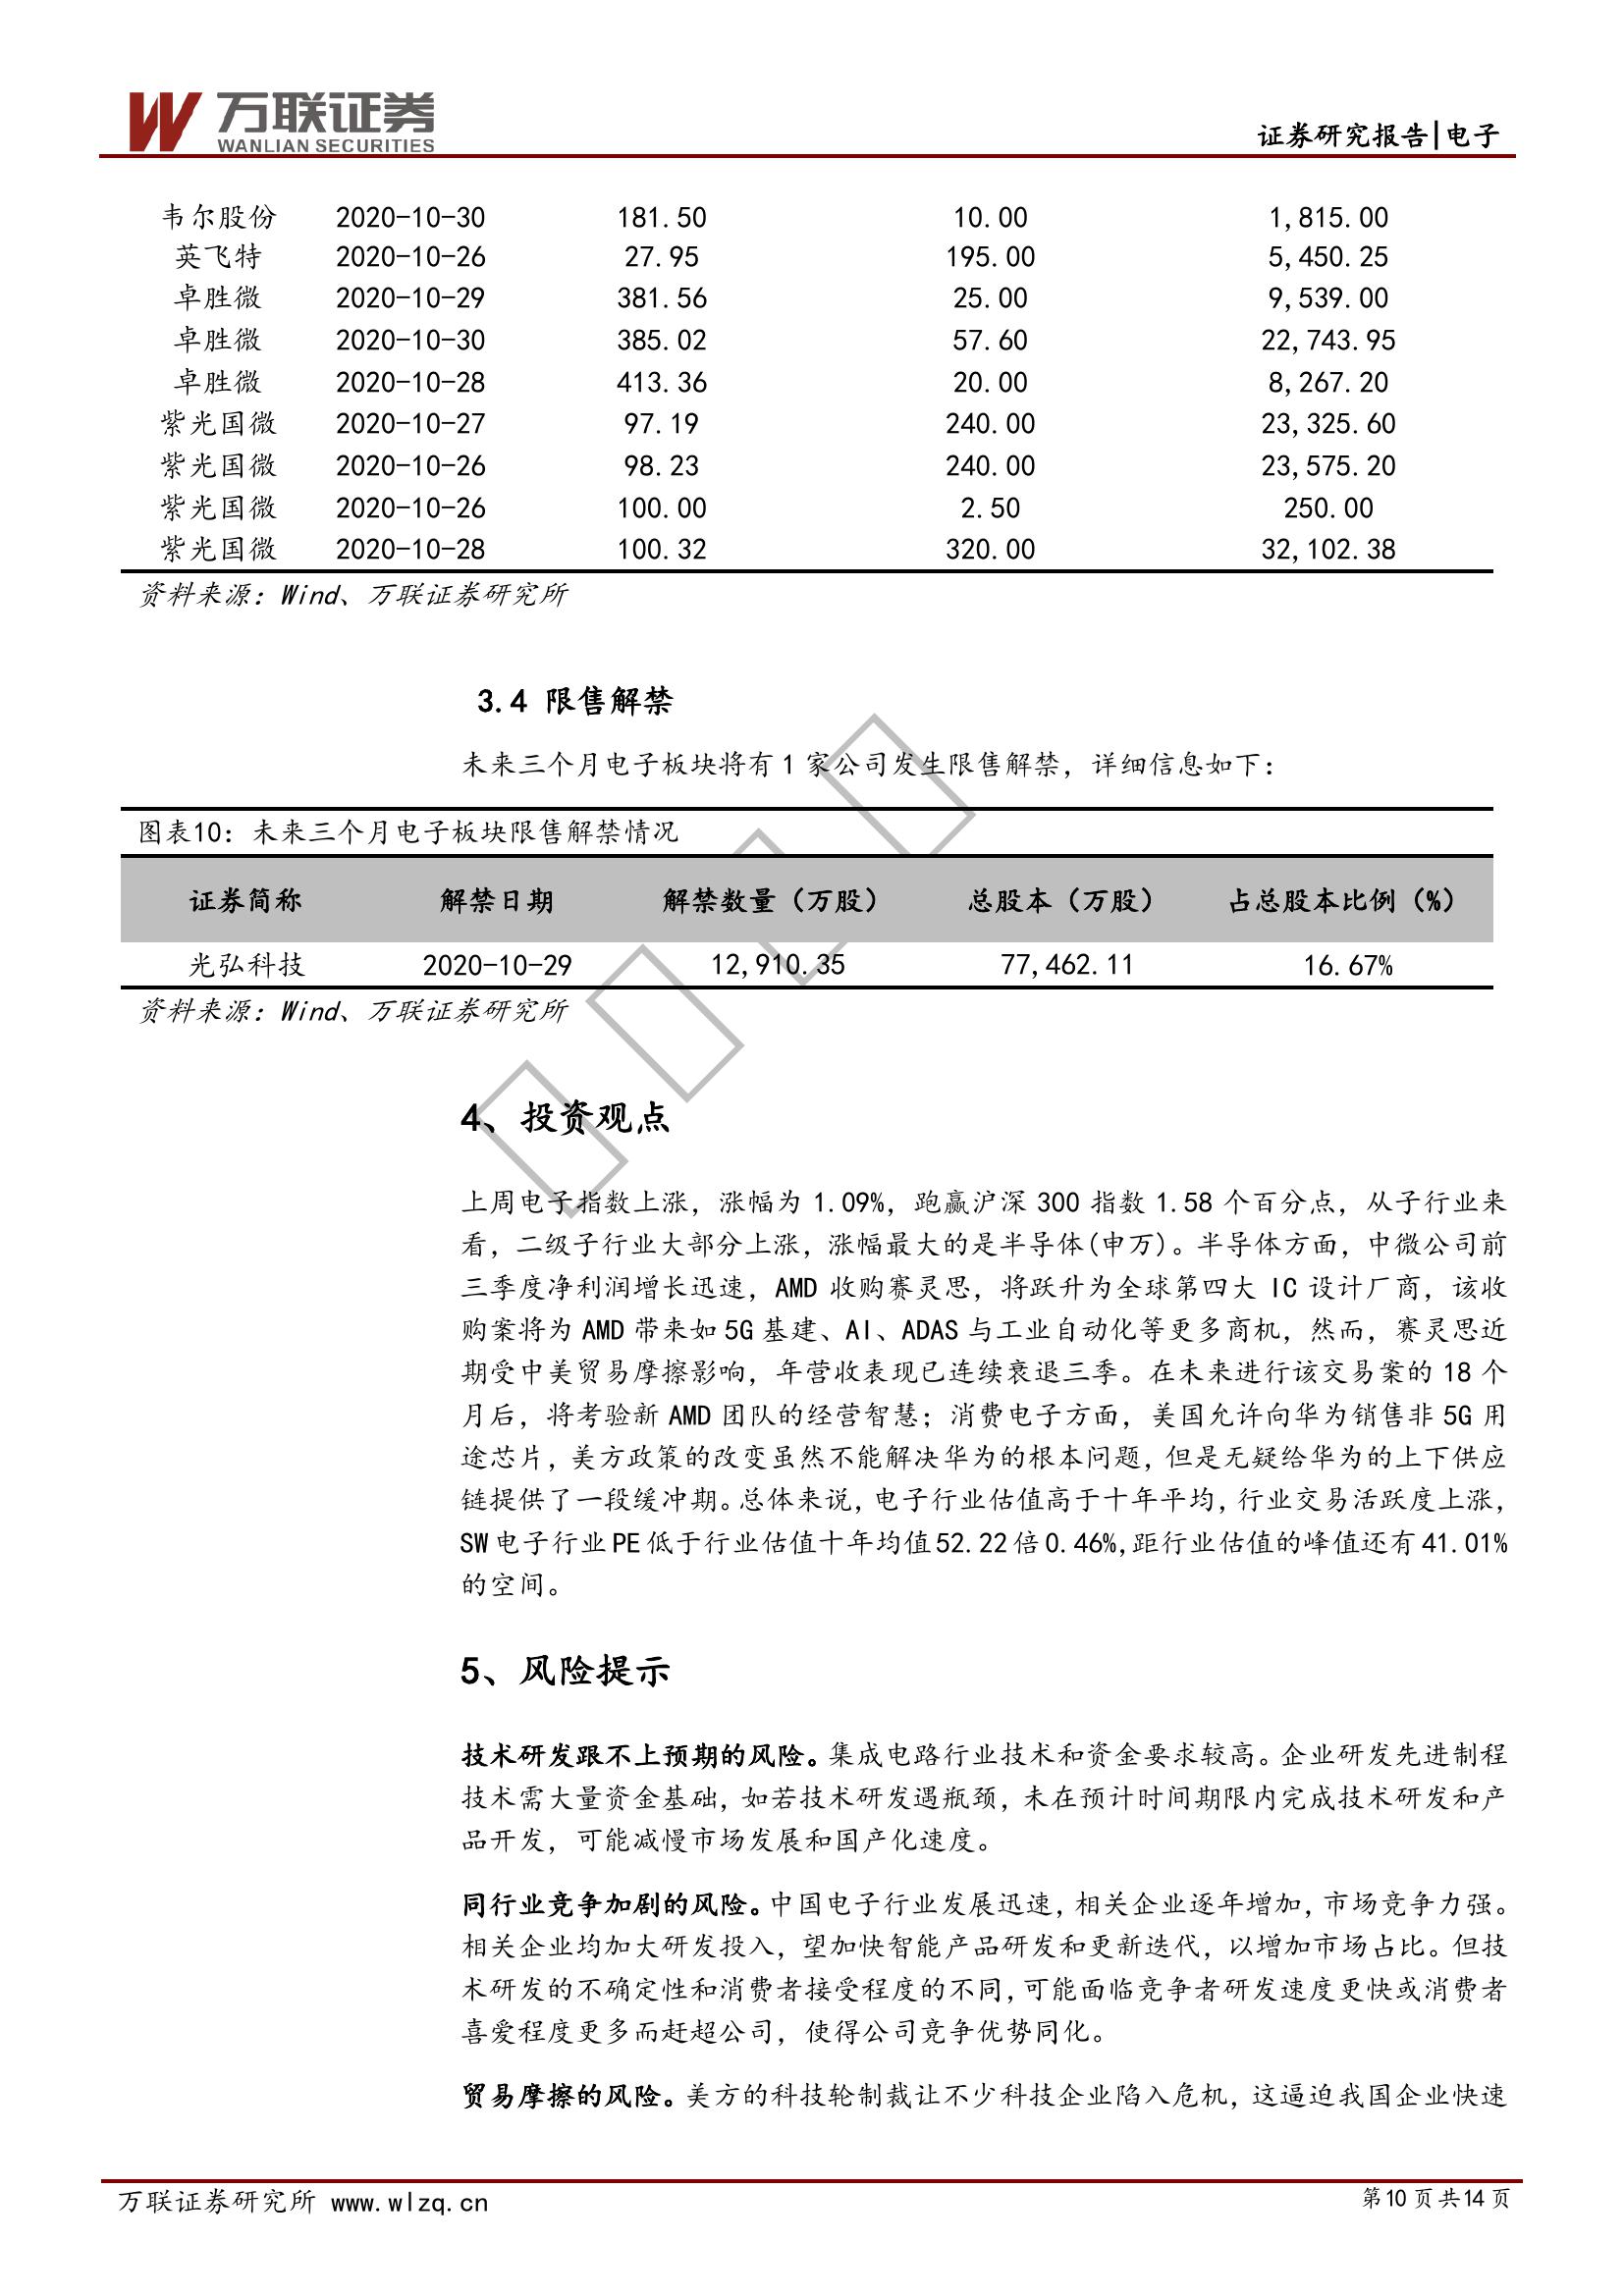 万联证券
WANLIAN SECURITIES
证券研究报告|电子
韦尔股份 2020-10-30 181.50 10.00 1,815.00
英飞特 2020-10-26 27.95 195.00 5,450.25
卓胜微 2020-10-29 381.56 25.00 9,539.00
卓胜微 2020-10-30 385.02 57.60 22,743.95
卓胜微 2020-10-28 413.36 20.00 8,267.20
紫光国微 2020-10-27 97.19 240.00 23,325.60
紫光国微 2020-10-26 98.23 240.00 23,575.20
紫光国微 2020-10-26 100.00 2.50 250.00
紫光国微 2020-10-28 100.32 320.00 32,102.38
资料来源：Wind、万联证券研究所
3.4 限售解禁
未来三个月电子板块将有1家公司发生限售解禁，详细信息如下：
图表10：未来三个月电子板块限售解禁情况
证券简称 解禁日期 解禁数量（万股） 总股本（万股） 占总股本比例（%）
光弘科技 2020-10-29 12,910.35 77,462.11 16.67%
资料来源：Wind、万联证券研究所
4、投资观点
上周电子指数上涨，涨幅为 1.09%，跑赢沪深 300 指数 1.58 个百分点，从子行业来
看，二级子行业大部分上涨，涨幅最大的是半导体(申万)。半导体方面，中微公司前
三季度净利润增长迅速，AMD 收购赛灵思，将跃升为全球第四大 IC 设计厂商，该收
购案将为 AMD 带来如 5G 基建、AI、ADAS 与工业自动化等更多商机，然而，赛灵思近
期受中美贸易摩擦影响，年营收表现已连续衰退三季。在未来进行该交易案的 18 个
月后，将考验新 AMD 团队的经营智慧；消费电子方面，美国允许向华为销售非 5G 用
途芯片，美方政策的改变虽然不能解决华为的根本问题，但是无疑给华为的上下供应
链提供了一段缓冲期。总体来说，电子行业估值高于十年平均，行业交易活跃度上涨，
SW 电子行业 PE 低于行业估值十年均值 52.22 倍 0.46%，距行业估值的峰值还有 41.01%
的空间。
5、风险提示
技术研发跟不上预期的风险。集成电路行业技术和资金要求较高。企业研发先进制程
技术需大量资金基础，如若技术研发遇瓶颈，未在预计时间期限内完成技术研发和产
品开发，可能减慢市场发展和国产化速度。
同行业竞争加剧的风险。中国电子行业发展迅速，相关企业逐年增加，市场竞争力强。
相关企业均加大研发投入，望加快智能产品研发和更新迭代，以增加市场占比。但技
术研发的不确定性和消费者接受程度的不同，可能面临竞争者研发速度更快或消费者
喜爱程度更多而赶超公司，使得公司竞争优势同化。
贸易摩擦的风险。美方的科技轮制裁让不少科技企业陷入危机，这逼迫我国企业快速
万联证券研究所 www.wlzq.cn
第10页共14页